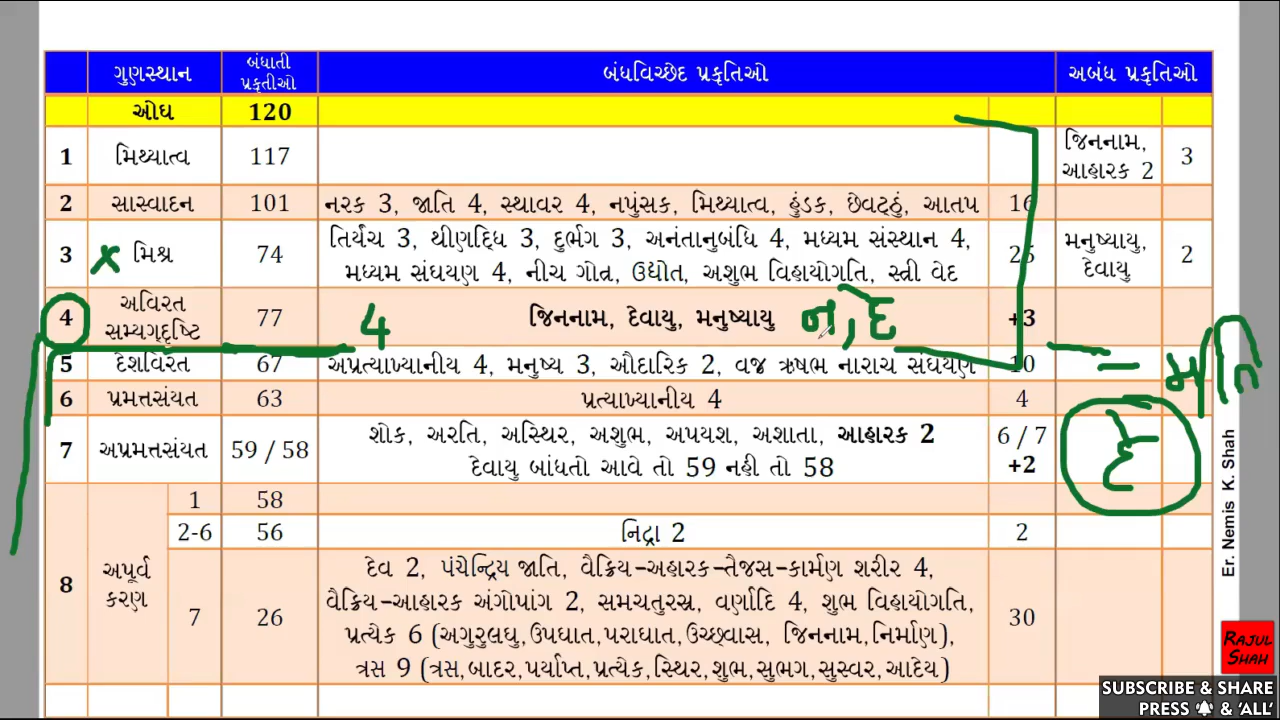 ગુણસ્થાન બંધાતી પ્રકૃતીઓ બંધવિચ્છેદ પ્રકૃતિઓ અબંધ પ્રકૃતિઓ
ઓઘ 120
1 મિથ્યાત્વ 117 જિનનામ, આહારક 2 3
2 સાસ્વાદન 101 નરક 3, જાતિ 4, સ્થાવર 4, નપુંસક, મિથ્યાત્વ, હુંડક, છેવટ્ઠું, આતપ 16
તિર્યંચ 3, થીણદ્ધિ 3, દુર્ભગ 3, અનંતાનુબંધિ 4, મધ્યમ સંસ્થાન 4,
3 મિશ્ર 74 25 મનુષ્યાયુ, દેવાયુ 2
મધ્યમ સંઘયણ 4, નીચ ગોત્ર, ઉદ્યોત, અશુભ વિહાયોગતિ, સ્ત્રી વેદ
4 અવિરત સમ્યગ્દૃષ્ટિ 77 4 જિનનામ, દેવાયુ, મનુષ્યાયુ ન, દે +3
5 દેશવિરત 67 અપ્રત્યાખ્યાનીય 4, મનુષ્ય 3, ઔદારિક 2, વજ ઋષભ નારાચ સંઘયણ 10
6 પ્રમત્તસંયત 63 પ્રત્યાખ્યાનીય 4 4
શોક, અરતિ, અસ્થિર, અશુભ, અપયશ, અશાતા, આહારક 2
7 અપ્રમત્તસંયત 59 / 58 6 / 7 +2
દેવાયુ બાંધતો આવે તો 59 નહી તો 58
8 અપૂર્વ કરણ
1 58
2-6 56 નિદ્રા 2 2
દેવ 2, પંચેન્દ્રિય જાતિ, વૈક્રિય-અહારક-તૈજસ-કાર્મણ શરીર 4,
વૈક્રિય-આહારક અંગોપાંગ 2, સમચતુરસ્ર, વર્ણાદિ 4, શુભ વિહાયોગતિ,
7 26 30
પ્રત્યેક 6 (અગુરુલઘુ,ઉપઘાત,પરાઘાત,ઉચ્છ્વાસ, જિનનામ,નિર્માણ),
ત્રસ 9 (ત્રસ,બાદર,પર્યાપ્ત,પ્રત્યેક,સ્થિર,શુભ,સુભગ,સુસ્વર,આદેય)
Er. Nemis K. Shah
RAJUL
SHAH
SUBSCRIBE & SHARE
PRESS & 'ALL'